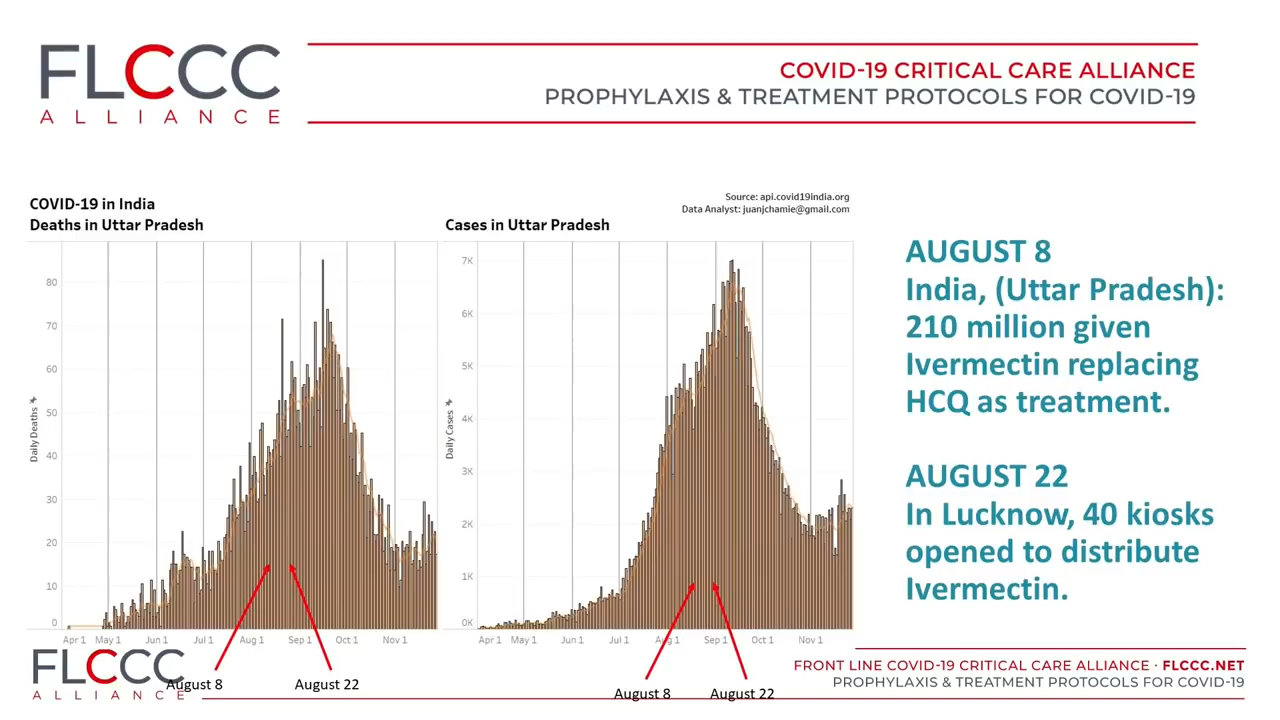 FLCCC
ALLIANCE
COVID-19 CRITICAL CARE ALLIANCE
PROPHYLAXIS & TREATMENT PROTOCOLS FOR COVID-19
COVID-19 in India
Deaths in Uttar Pradesh
Cases in Uttar Pradesh
Source: api.covid19india.org
Data Analyst: juanjchamie@gmail.com
Daily Deaths
80
70
60
50
40
30
20
10
0
Apr 1 May 1 Jun 1 Jul 1 Aug 1 Sep 1 Oct 1 Nov 1
Daily Cases
7K
6K
5K
4K
3K
2K
1K
0K
Apr 1 May 1 Jun 1 Jul 1 Aug 1 Sep 1 Oct 1 Nov 1
August 8
August 22
August 8
August 22
AUGUST 8
India, (Uttar Pradesh):
210 million given
Ivermectin replacing
HCQ as treatment.
AUGUST 22
In Lucknow, 40 kiosks
opened to distribute
Ivermectin.
FLCCC
ALLIANCE
FRONT LINE COVID-19 CRITICAL CARE ALLIANCE · FLCCC.NET
PROPHYLAXIS & TREATMENT PROTOCOLS FOR COVID-19